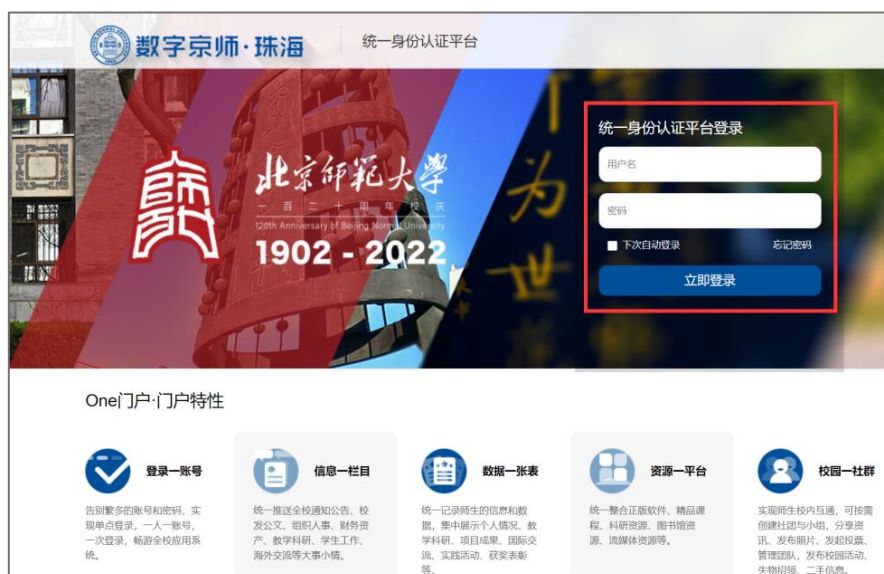 数字京师·珠海
统一身份认证平台
统一身份认证平台登录
用户名
密码
下次自动登录
忘记密码
立即登录
师
北京師範大學
一百二十周年校庆
120th Anniversary of Beijing Normal University
1902 - 2022
为
世
One门户·门户特性
登录一账号
告别繁多的账号和密码，实
现单点登录，一人一账号，
一次登录，畅游全校应用系
统。
信息一栏目
统一推送全校通知公告、校
发公文、组织人事、财务资
产、教学科研、学生工作、
海外交流等大事小情。
数据一张表
统一记录师生的信息和数
据，集中展示个人情况、教
学科研、项目成果、国际交
流、实践活动、获奖表彰
等。
资源一平台
统一整合正版软件、精品课
程、科研资源、图书馆资
源、流媒体资源等。
校园一社群
实现师生校内互通，可按需
创建社团与小组，分享资
讯、发布照片、发起投票、
管理团队，发布校园活动、
失物招领、二手信息。